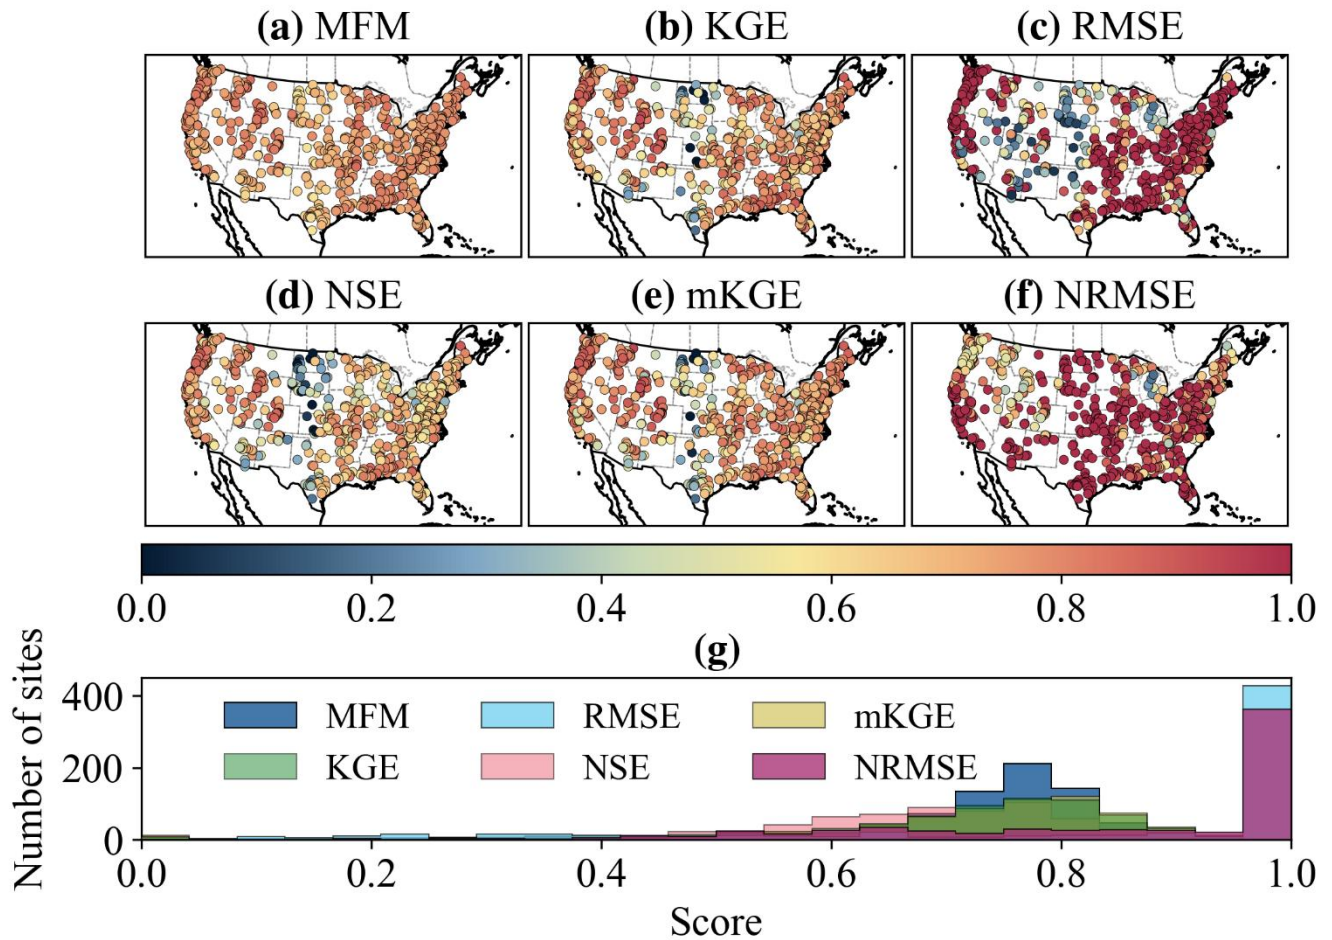 (a) MFM
(b) KGE
(c) RMSE
(d) NSE
(e) mKGE
(f) NRMSE
0.0 0.2 0.4 0.6 0.8 1.0
(g)
Number of sites
400
200
0
MFM
RMSE
mKGE
KGE
NSE
NRMSE
0.0 0.2 0.4 0.6 0.8 1.0
Score